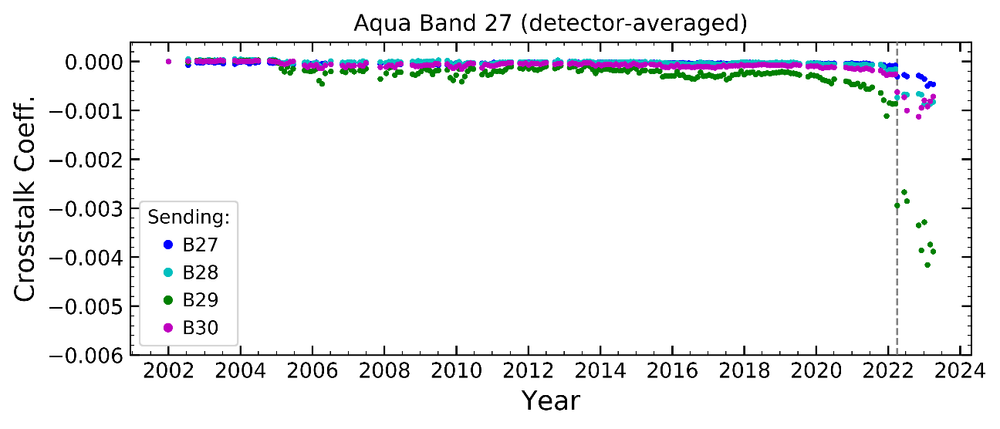 Aqua Band 27 (detector-averaged)
Crosstalk Coeff.
0.000
−0.001
−0.002
−0.003
−0.004
−0.005
−0.006
Sending:
B27
B28
B29
B30
2002 2004 2006 2008 2010 2012 2014 2016 2018 2020 2022 2024
Year